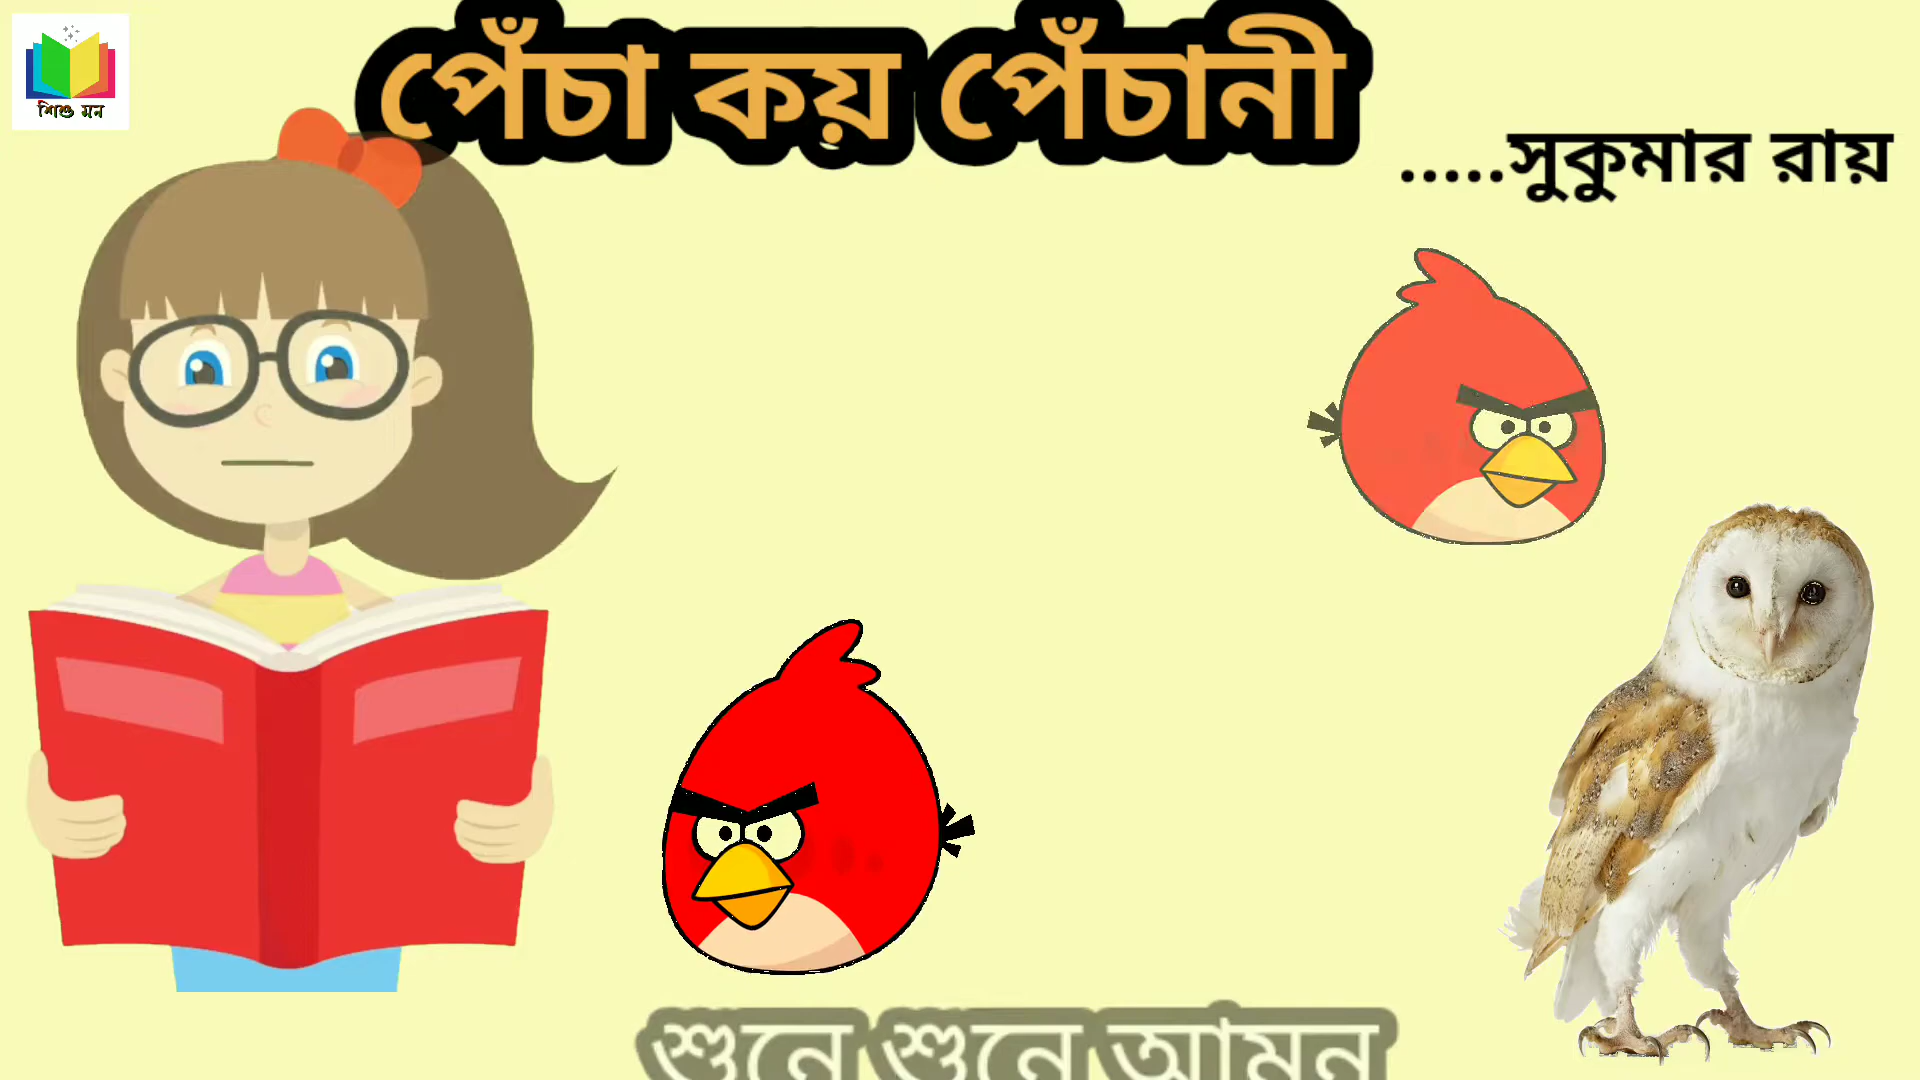 শিশু মন
পেঁচা কয় পেঁচানী
.....সুকুমার রায়
শুনে শুনে আমন